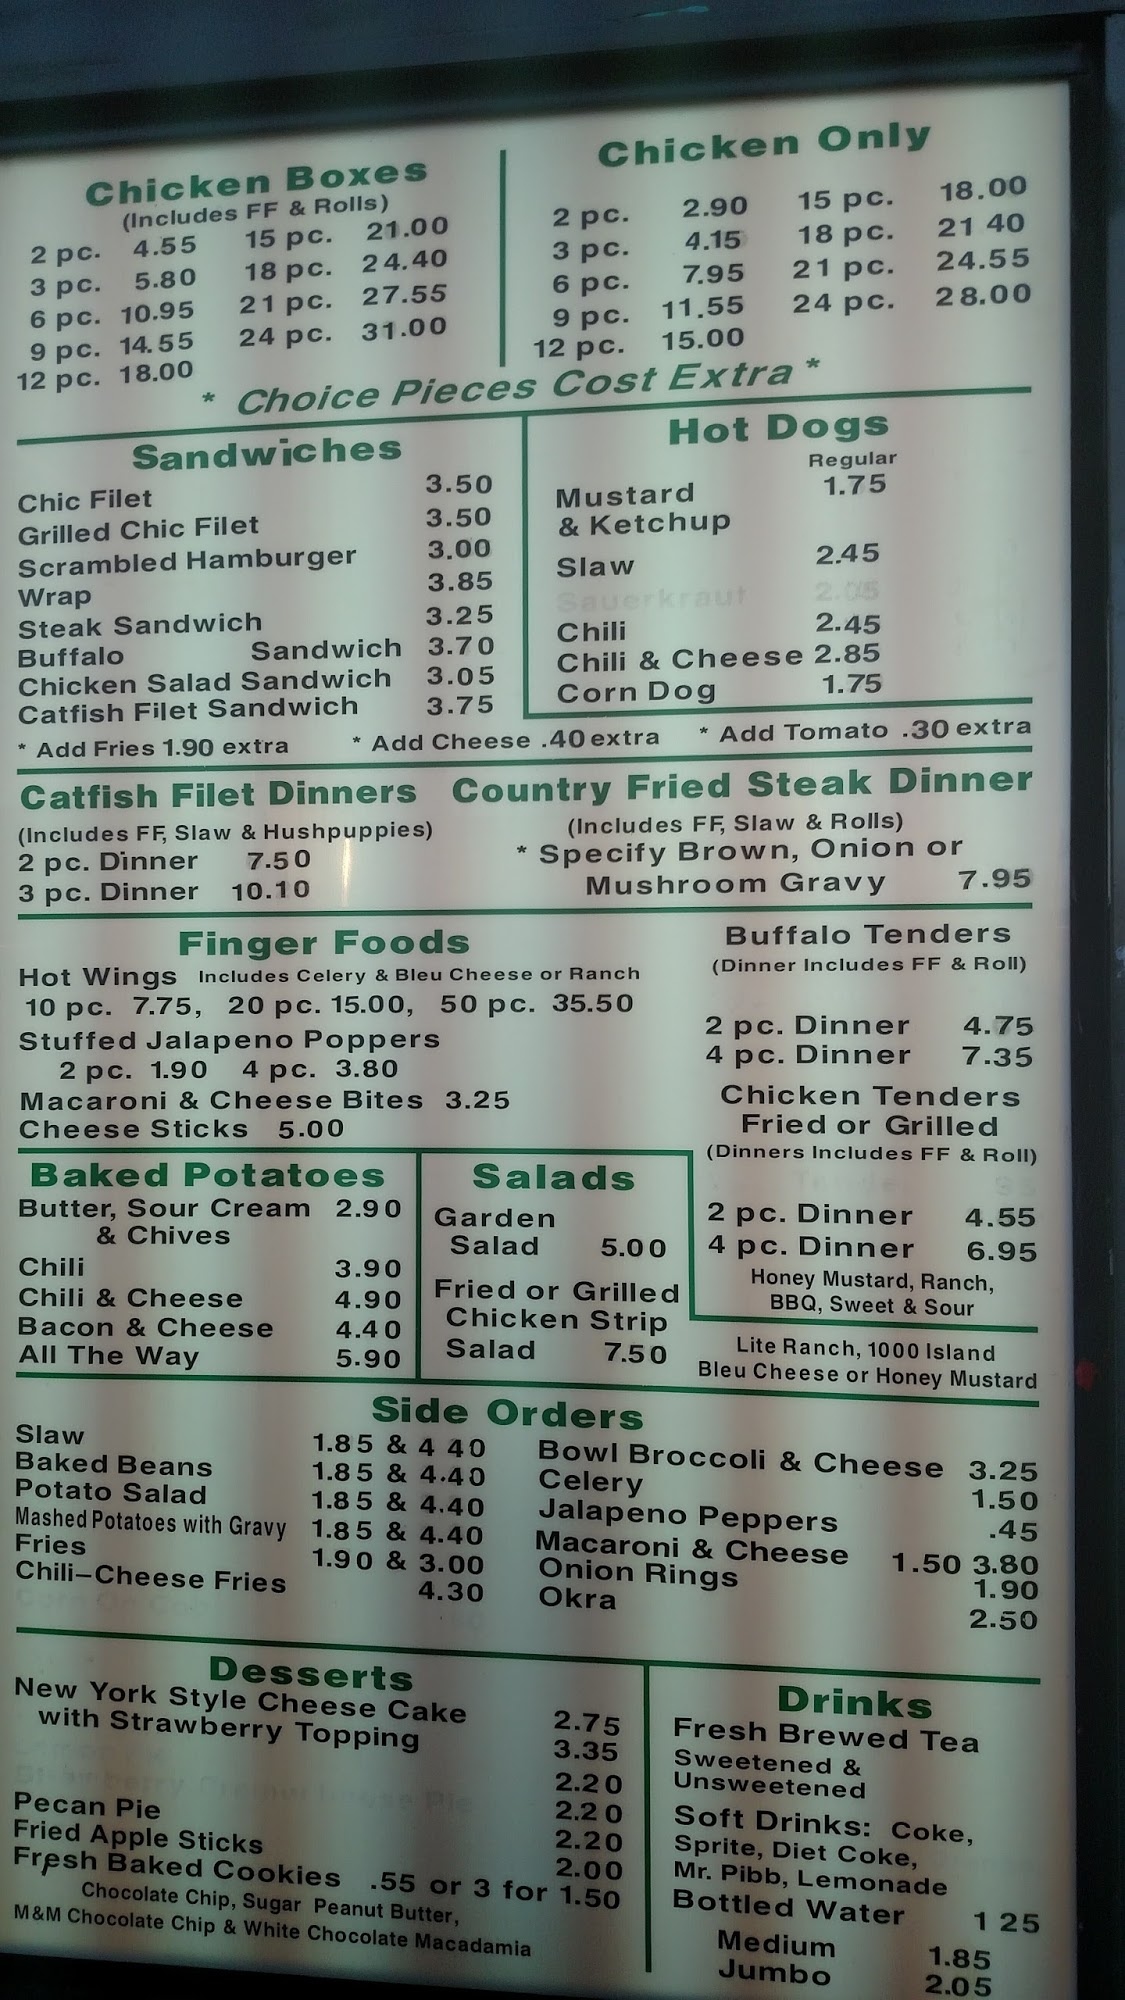 Chicken Boxes
(Includes FF & Rolls)
2 pc. 4.55 15 pc. 21.00
3 pc. 5.80 18 pc. 24.40
6 pc. 10.95 21 pc. 27.55
9 pc. 14.55 24 pc. 31.00
12 pc. 18.00
Chicken Only
2 pc. 2.90 15 pc. 18.00
3 pc. 4.15 18 pc. 21 40
6 pc. 7.95 21 pc. 24.55
9 pc. 11.55 24 pc. 28.00
12 pc. 15.00
* Choice Pieces Cost Extra *
Sandwiches
Chic Filet 3.50
Grilled Chic Filet 3.50
Scrambled Hamburger 3.00
Wrap 3.85
Steak Sandwich 3.25
Buffalo Sandwich 3.70
Chicken Salad Sandwich 3.05
Catfish Filet Sandwich 3.75
Hot Dogs
Regular
Mustard 1.75
& Ketchup
Slaw 2.45
Sauerkraut 2.05
Chili 2.45
Chili & Cheese 2.85
Corn Dog 1.75
* Add Fries 1.90 extra * Add Cheese .40 extra * Add Tomato .30 extra
Catfish Filet Dinners
(Includes FF, Slaw & Hushpuppies)
2 pc. Dinner 7.50
3 pc. Dinner 10.10
Country Fried Steak Dinner
(Includes FF, Slaw & Rolls)
* Specify Brown, Onion or
Mushroom Gravy 7.95
Finger Foods
Hot Wings Includes Celery & Bleu Cheese or Ranch
10 pc. 7.75, 20 pc. 15.00, 50 pc. 35.50
Stuffed Jalapeno Poppers
2 pc. 1.90 4 pc. 3.80
Macaroni & Cheese Bites 3.25
Cheese Sticks 5.00
Buffalo Tenders
(Dinner Includes FF & Roll)
2 pc. Dinner 4.75
4 pc. Dinner 7.35
Chicken Tenders
Fried or Grilled
(Dinners Includes FF & Roll)
2 pc. Dinner 4.55
4 pc. Dinner 6.95
Honey Mustard, Ranch,
BBQ, Sweet & Sour
Baked Potatoes
Butter, Sour Cream 2.90
& Chives
Chili 3.90
Chili & Cheese 4.90
Bacon & Cheese 4.40
All The Way 5.90
Salads
Garden
Salad 5.00
Fried or Grilled
Chicken Strip
Salad 7.50
Lite Ranch, 1000 Island
Bleu Cheese or Honey Mustard
Side Orders
Slaw 1.85 & 4 40
Baked Beans 1.85 & 4.40
Potato Salad 1.85 & 4.40
Mashed Potatoes with Gravy 1.85 & 4.40
Fries 1.90 & 3.00
Chili-Cheese Fries 4.30
Bowl Broccoli & Cheese 3.25
Celery 1.50
Jalapeno Peppers .45
Macaroni & Cheese 1.50 3.80
Onion Rings 1.90
Okra 2.50
Desserts
New York Style Cheese Cake 2.75
with Strawberry Topping 3.35
2.20
Pecan Pie 2.20
Fried Apple Sticks 2.20
2.00
Fresh Baked Cookies .55 or 3 for 1.50
Chocolate Chip, Sugar Peanut Butter,
M&M Chocolate Chip & White Chocolate Macadamia
Drinks
Fresh Brewed Tea
Sweetened &
Unsweetened
Soft Drinks: Coke,
Sprite, Diet Coke,
Mr. Pibb, Lemonade
Bottled Water 1 25
Medium 1.85
Jumbo 2.05